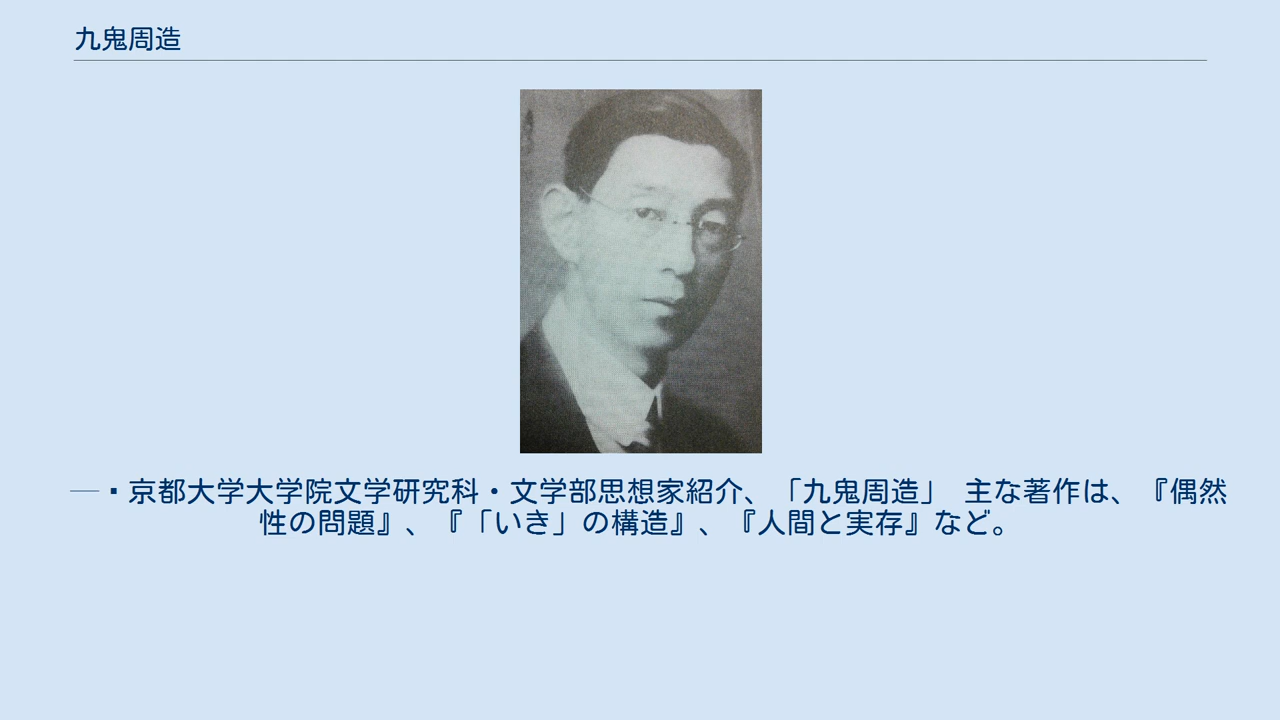 九鬼周造
―・京都大学大学院文学研究科・文学部思想家紹介、「九鬼周造」 主な著作は、『偶然
性の問題』、『「いき」の構造』、『人間と実存』など。